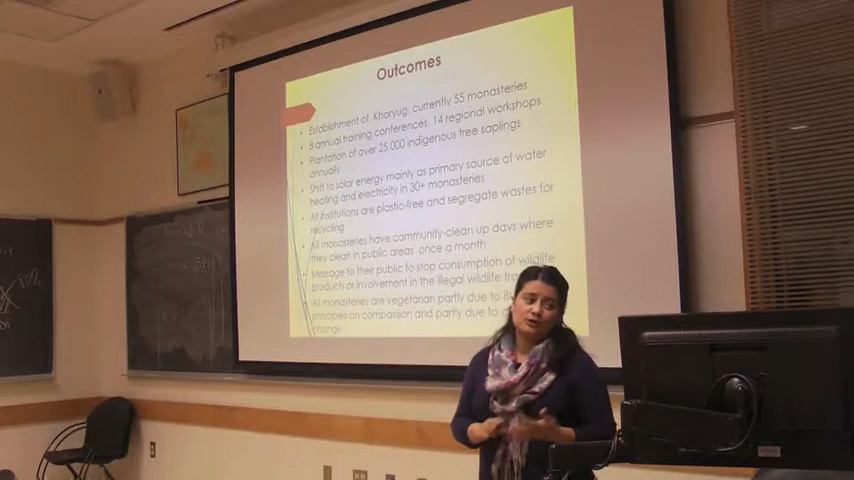 Outcomes
• Establishment of Khoryug, currently 55 monasteries
• 8 annual training conferences, 14 regional workshops
• Plantation of over 25,000 indigenous tree saplings
annually
• Shift to solar energy mainly as primary source of water
heating and electricity in 30+ monasteries
• All institutions are plastic-free and segregate wastes for
recycling
• All monasteries have community-clean up days where
they clean in public areas once a month
• Message to their public to stop consumption of wildlife
product or involvement in the illegal wildlife
• All monasteries are vegetarian partly due to
principles on compassion and partly due to
change
80%